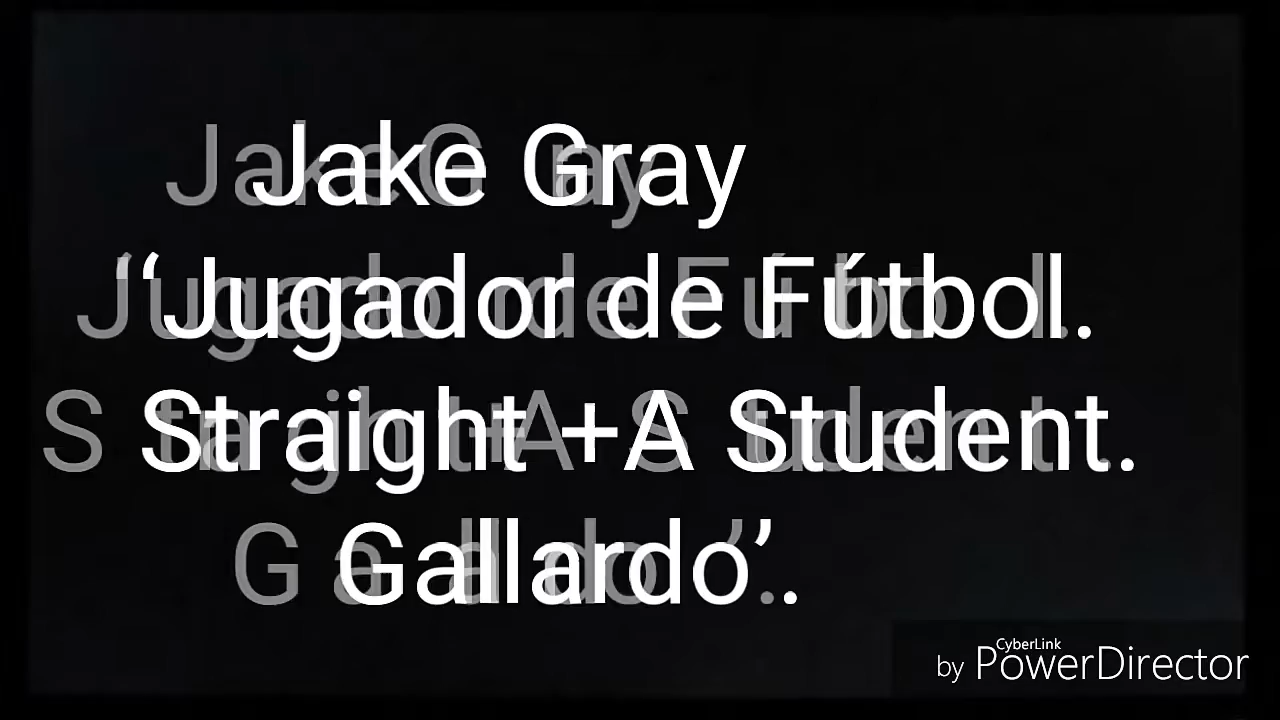 Jake Gray
‘‘Jugador de Fútbol.
Straight +A Student.
Gallardo’’.
by CyberLink PowerDirector